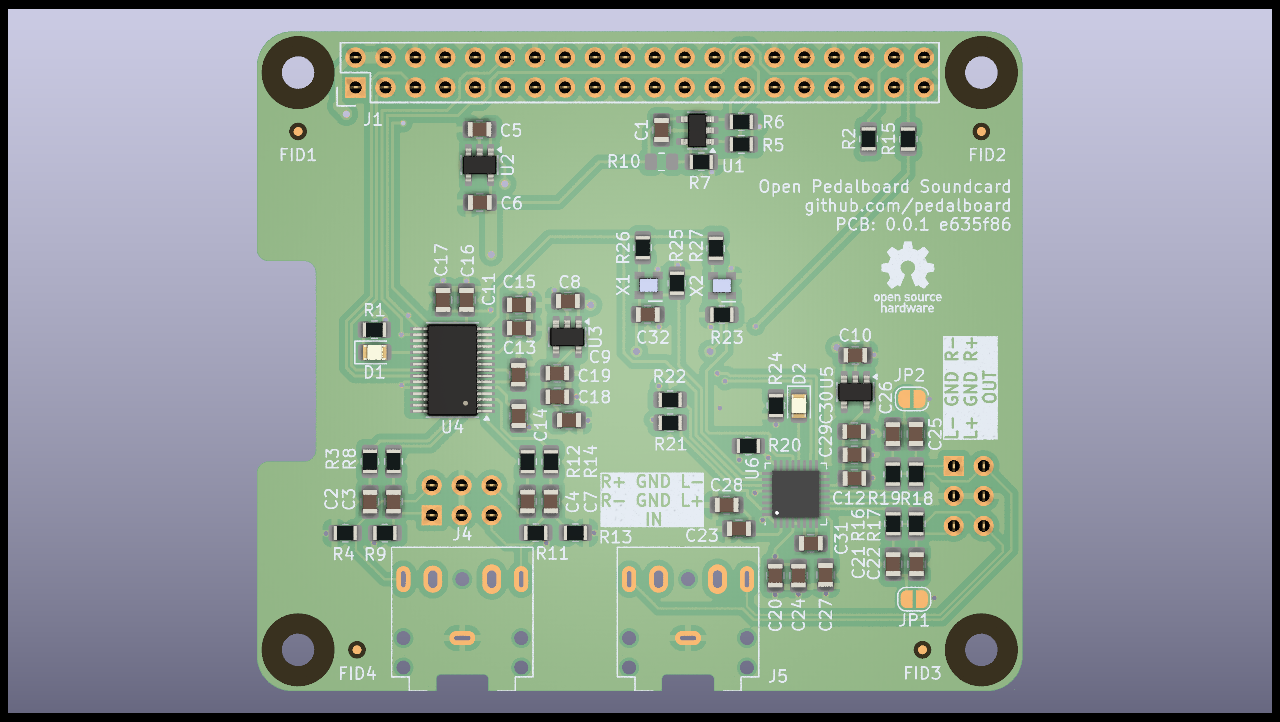 J1
FID1
C5
U2
C6
C1
R6
R5
R10
R7
U1
R2
R15
FID2
Open Pedalboard Soundcard
github.com/pedalboard
PCB: 0.0.1 e635f86
open source
hardware
C17
C16
C11
C15
C8
R26
R25
R27
X1
X2
R1
D1
C13
U3
C9
C32
R23
C19
C18
C14
U4
R22
R21
R24
D2
U5
C10
C30
C29
C26
JP2
C25
L- GND R-
L+ GND R+
OUT
R3
R8
C2
C3
R4
R9
J4
R12
R14
C4
C7
R11
R13
R+ GND L-
R- GND L+
IN
R20
U6
C28
C23
C12
R19
R18
R16
R17
C31
C21
C22
C20
C24
C27
JP1
FID4
J5
FID3